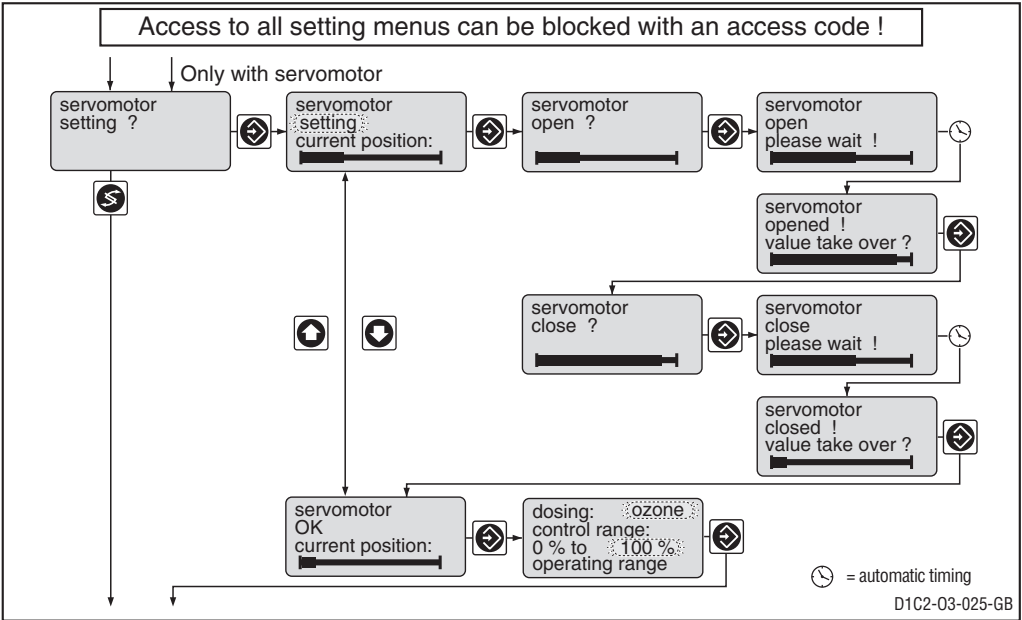 Access to all setting menus can be blocked with an access code !
Only with servomotor
servomotor
setting ?
servomotor
setting
current position:
servomotor
open ?
servomotor
open
please wait !
servomotor
opened !
value take over ?
servomotor
close ?
servomotor
close
please wait !
servomotor
closed !
value take over ?
servomotor
OK
current position:
dosing: ozone
control range:
0 % to 100 %
operating range
= automatic timing
D1C2-O3-025-GB